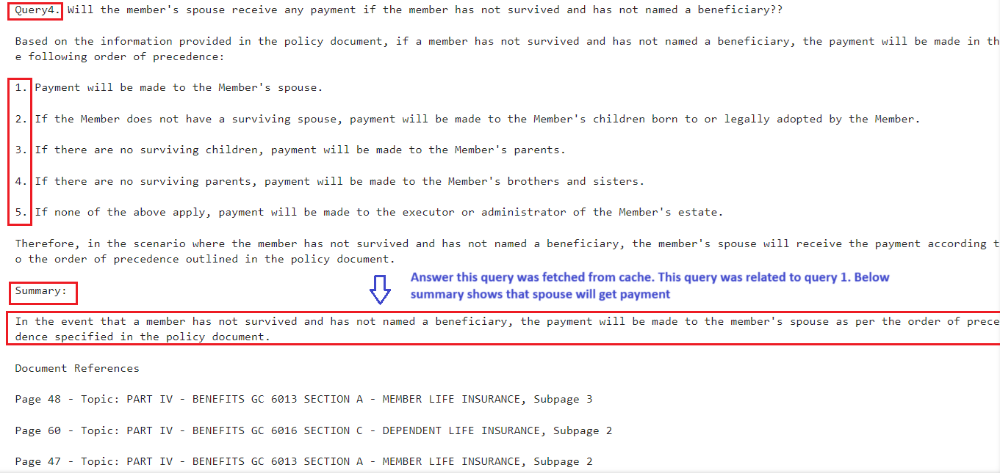 Query4. Will the member's spouse receive any payment if the member has not survived and has not named a beneficiary??
Based on the information provided in the policy document, if a member has not survived and has not named a beneficiary, the payment will be made in th
e following order of precedence:
1. Payment will be made to the Member's spouse.
2. If the Member does not have a surviving spouse, payment will be made to the Member's children born to or legally adopted by the Member.
3. If there are no surviving children, payment will be made to the Member's parents.
4. If there are no surviving parents, payment will be made to the Member's brothers and sisters.
5. If none of the above apply, payment will be made to the executor or administrator of the Member's estate.
Therefore, in the scenario where the member has not survived and has not named a beneficiary, the member's spouse will receive the payment according t
o the order of precedence outlined in the policy document.
Answer this query was fetched from cache. This query was related to query 1. Below
summary shows that spouse will get payment
Summary:
In the event that a member has not survived and has not named a beneficiary, the payment will be made to the member's spouse as per the order of prece
dence specified in the policy document.
Document References
Page 48 - Topic: PART IV - BENEFITS GC 6013 SECTION A - MEMBER LIFE INSURANCE, Subpage 3
Page 60 - Topic: PART IV - BENEFITS GC 6016 SECTION C - DEPENDENT LIFE INSURANCE, Subpage 2
Page 47 - Topic: PART IV - BENEFITS GC 6013 SECTION A - MEMBER LIFE INSURANCE, Subpage 2